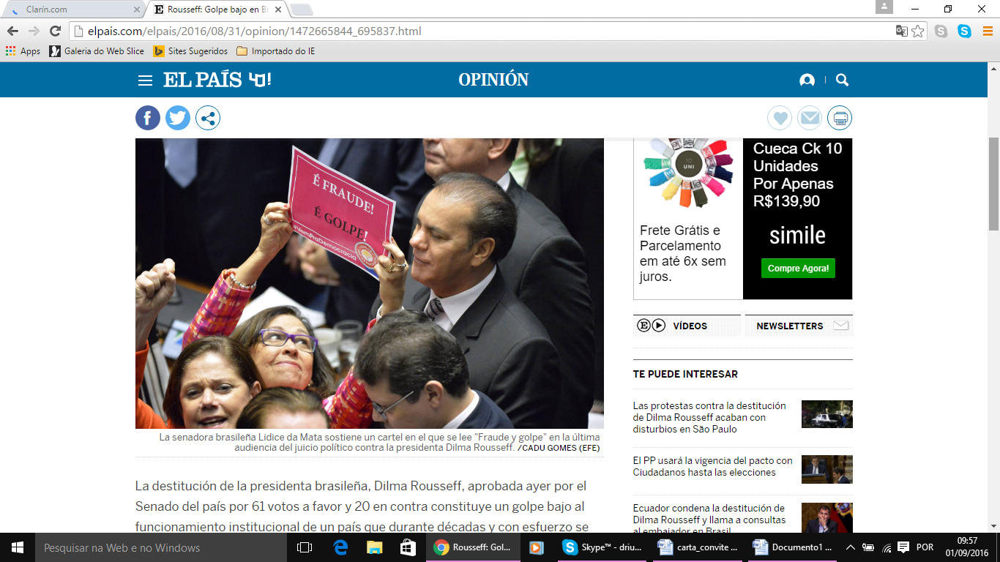 Clarín.com
Rousseff: Golpe bajo en B
elpais.com/elpais/2016/08/31/opinion/1472665844_695837.html
Apps
Galeria do Web Slice
Sites Sugeridos
Importado do IE
EL PAÍS
OPINIÓN
É FRAUDE!
É GOLPE!
#VemPraDemocracia
La senadora brasileña Lidice da Mata sostiene un cartel en el que se lee "Fraude y golpe" en la última
audiencia del juicio político contra la presidenta Dilma Rousseff. /CADU GOMES (EFE)
La destitución de la presidenta brasileña, Dilma Rousseff, aprobada ayer por el
Senado del país por 61 votos a favor y 20 en contra constituye un golpe bajo al
funcionamiento institucional de un país que durante décadas y con esfuerzo se
10
UNI
Frete Grátis e
Parcelamento
em até 6x sem
juros.
Cueca Ck 10
Unidades
Por Apenas
R$139,90
simile
Compre Agora!
VÍDEOS
NEWSLETTERS
TE PUEDE INTERESAR
Las protestas contra la destitución
de Dilma Rousseff acaban con
disturbios en São Paulo
El PP usará la vigencia del pacto con
Ciudadanos hasta las elecciones
Ecuador condena la destitución de
Dilma Rousseff y llama a consultas
al embajador en Brasil
Pesquisar na Web e no Windows
Rousseff: Gol...
Skype™ - driu...
carta_convite ...
Documento1 ...
POR
09:57
01/09/2016